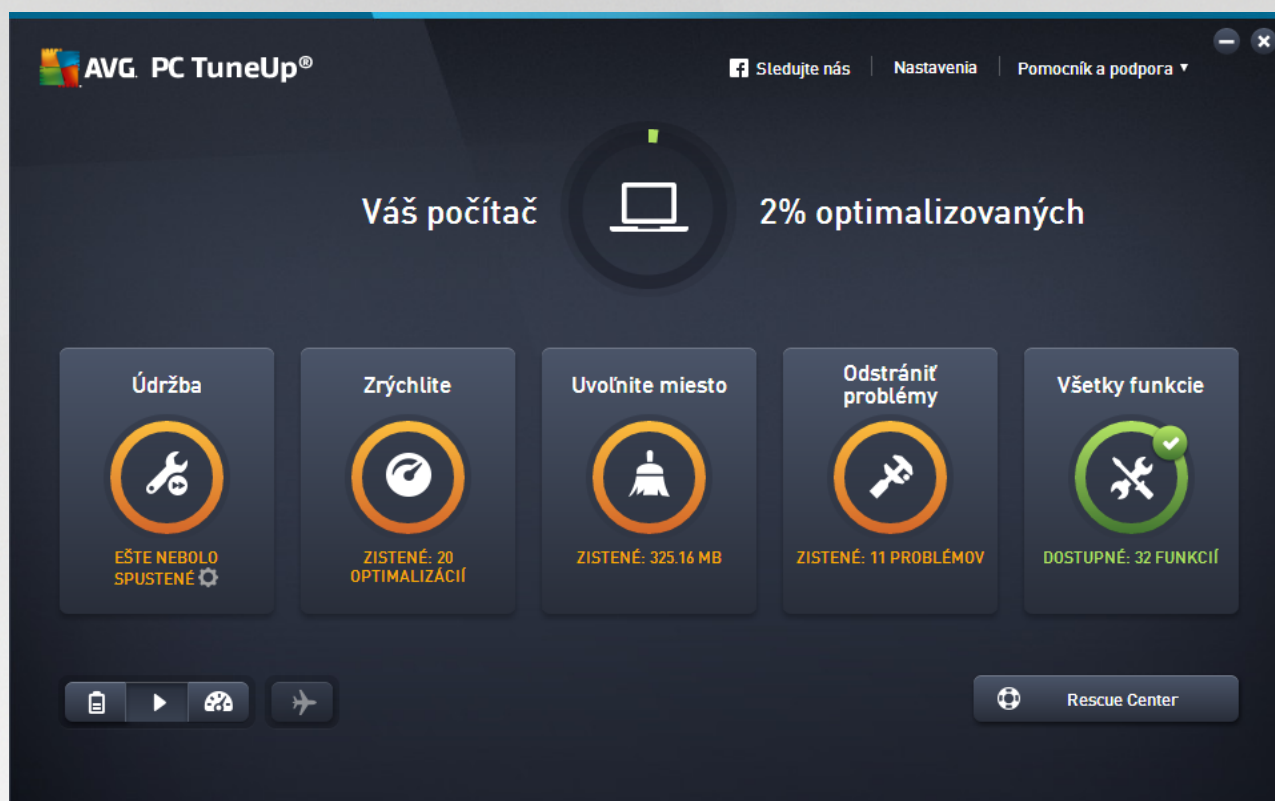 AVG. PC TuneUp®
Sledujte nás
Nastavenia
Pomocník a podpora
Váš počítač
2% optimalizovaných
Údržba
EŠTE NEBOLO
SPUSTENÉ
Zrýchlite
ZISTENÉ: 20
OPTIMALIZÁCIÍ
Uvoľnite miesto
ZISTENÉ: 325.16 MB
Odstrániť
problémy
ZISTENÉ: 11 PROBLÉMOV
Všetky funkcie
DOSTUPNÉ: 32 FUNKCIÍ
Rescue Center